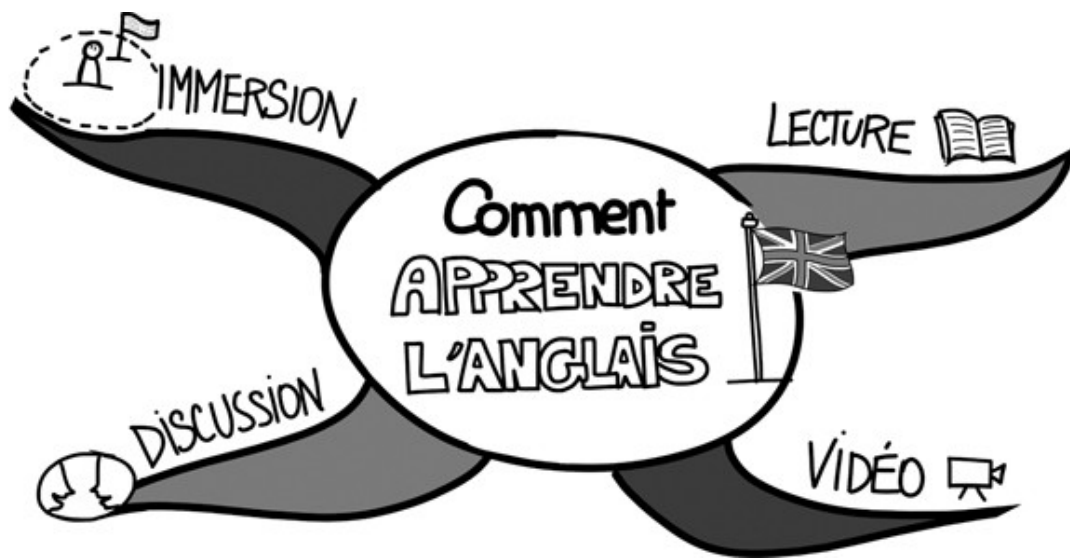 Comment
APPRENDRE
L'ANGLAIS
IMMERSION
LECTURE
DISCUSSION
VIDÉO